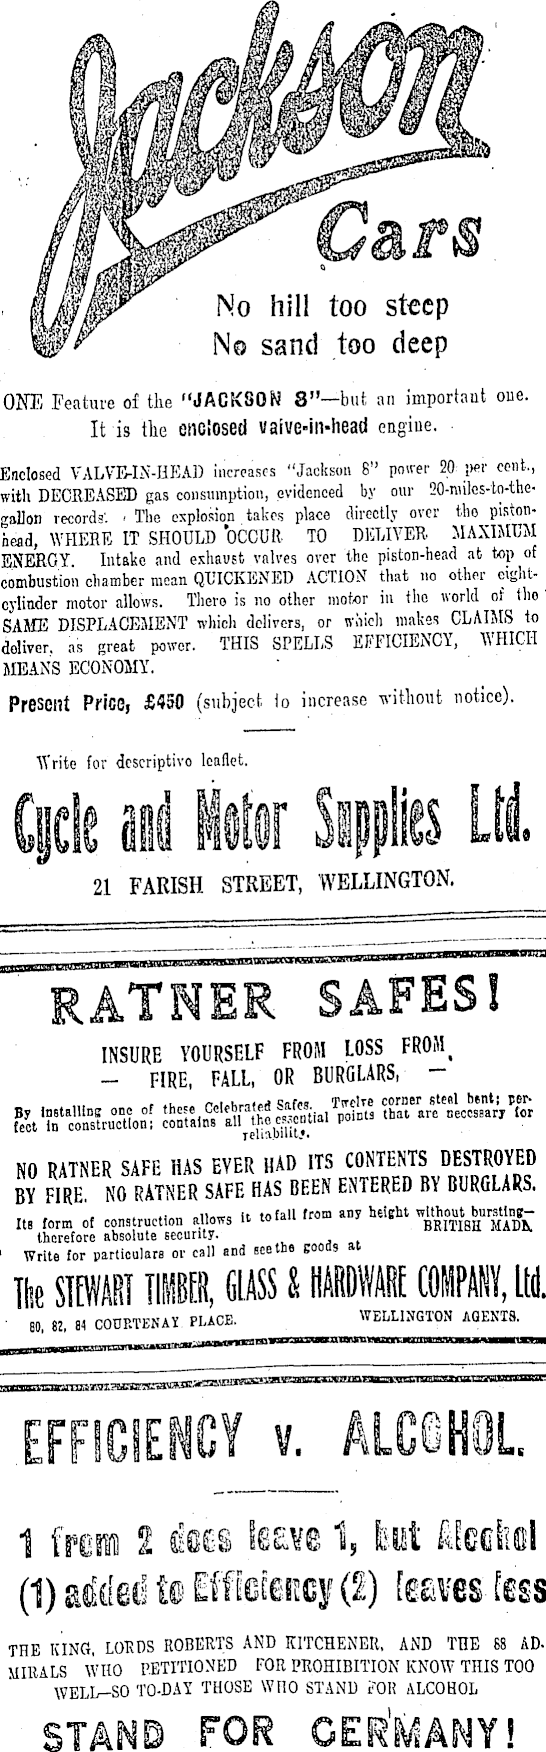 Jackson
Cars
No hill too steep
No sand too deep
ONE Feature of the "JACKSON 8"—but an important one.
It is the enclosed valve-in-head engine.
Enclosed VALVE-IN-HEAD increases "Jackson 8" power 20 per cent.,
with DECREASED gas consumption, evidenced by our 20-miles-to-the-
gallon records. The explosion takes place directly over the piston-
head, WHERE IT SHOULD OCCUR TO DELIVER MAXIMUM
ENERGY. Intake and exhaust valves over the piston-head at top of
combustion chamber mean QUICKENED ACTION that no other eight-
cylinder motor allows. There is no other motor in the world of the
SAME DISPLACEMENT which delivers, or which makes CLAIMS to
deliver, as great power. THIS SPELLS EFFICIENCY, WHICH
MEANS ECONOMY.
Present Price, £450 (subject to increase without notice).
Write for descriptive leaflet.
Cycle and Motor Supplies Ltd.
21 FARISH STREET, WELLINGTON.
RATNER SAFES!
INSURE YOURSELF FROM LOSS FROM
— FIRE, FALL, OR BURGLARS, —
By installing one of these Celebrated Safes. Twelve corner steel bent; per-
fect in construction; contains all the essential points that are necessary for
reliability.
NO RATNER SAFE HAS EVER HAD ITS CONTENTS DESTROYED
BY FIRE. NO RATNER SAFE HAS BEEN ENTERED BY BURGLARS.
Its form of construction allows it to fall from any height without bursting—
therefore absolute security. BRITISH MADE.
Write for particulars or call and see the goods at
The STEWART TIMBER, GLASS & HARDWARE COMPANY, Ltd.
80, 82, 84 COURTENAY PLACE. WELLINGTON AGENTS.
EFFICIENCY v. ALCOHOL.
1 from 2 does leave 1, but Alcohol
(1) added to Efficiency (2) leaves less
THE KING, LORDS ROBERTS AND KITCHENER, AND THE 88 AD-
MIRALS WHO PETITIONED FOR PROHIBITION KNOW THIS TOO
WELL—SO TO-DAY THOSE WHO STAND FOR ALCOHOL
STAND FOR GERMANY!